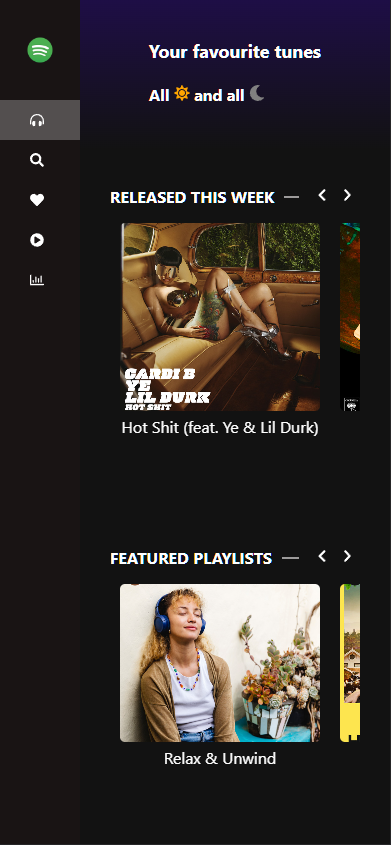 Your favourite tunes
All and all
RELEASED THIS WEEK
CARDI B
YE
LIL DURK
HOT SHIT
Hot Shit (feat. Ye & Lil Durk)
FEATURED PLAYLISTS
Relax & Unwind